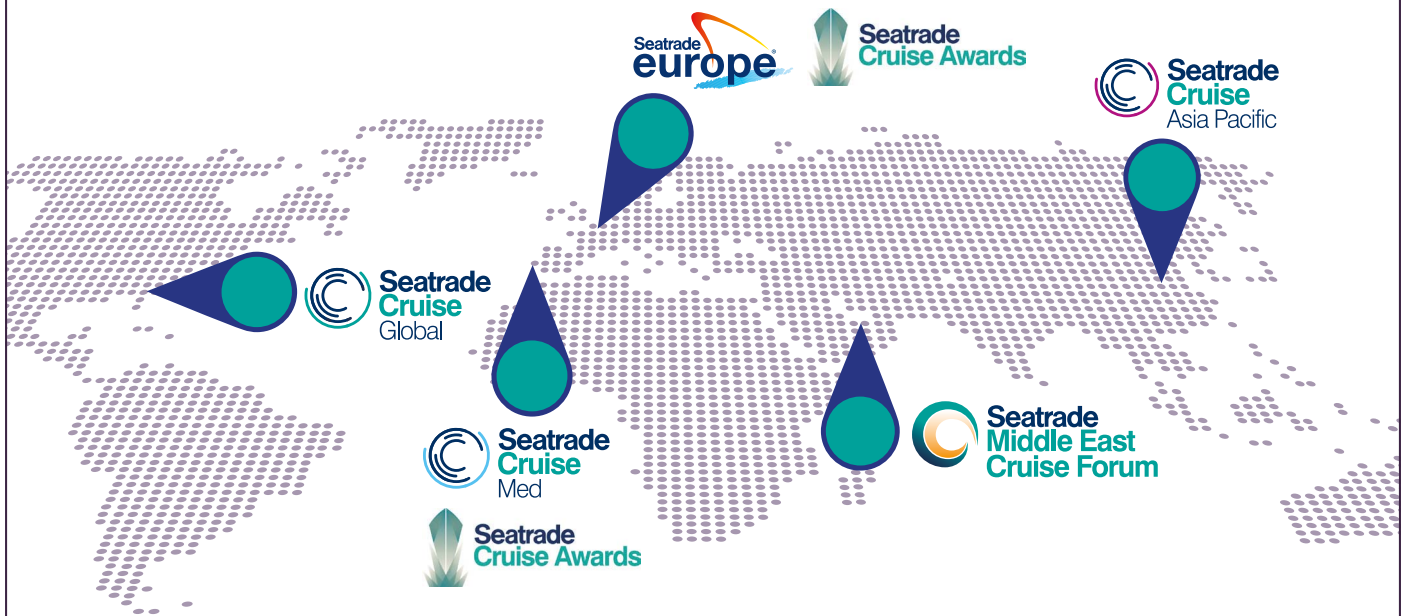 Seatrade
europe
Seatrade
Cruise Awards
Seatrade
Cruise
Asia Pacific
Seatrade
Cruise
Global
Seatrade
Cruise
Med
Seatrade
Cruise Awards
Seatrade
Middle East
Cruise Forum